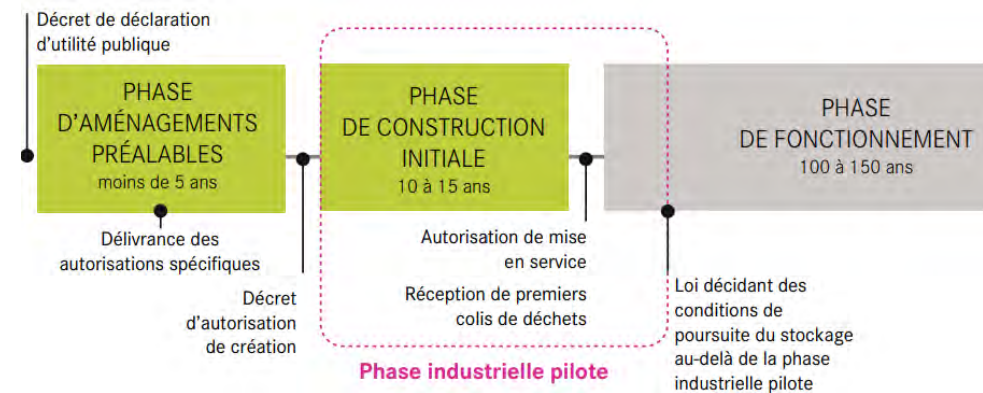 Décret de déclaration
d'utilité publique
PHASE
D'AMÉNAGEMENTS
PRÉALABLES
moins de 5 ans
PHASE
DE CONSTRUCTION
INITIALE
10 à 15 ans
PHASE
DE FONCTIONNEMENT
100 à 150 ans
Délivrance des
autorisations spécifiques
Décret
d'autorisation
de création
Autorisation de mise
en service
Réception de premiers
colis de déchets
Loi décidant des
conditions de
poursuite du stockage
au-delà de la phase
industrielle pilote
Phase industrielle pilote